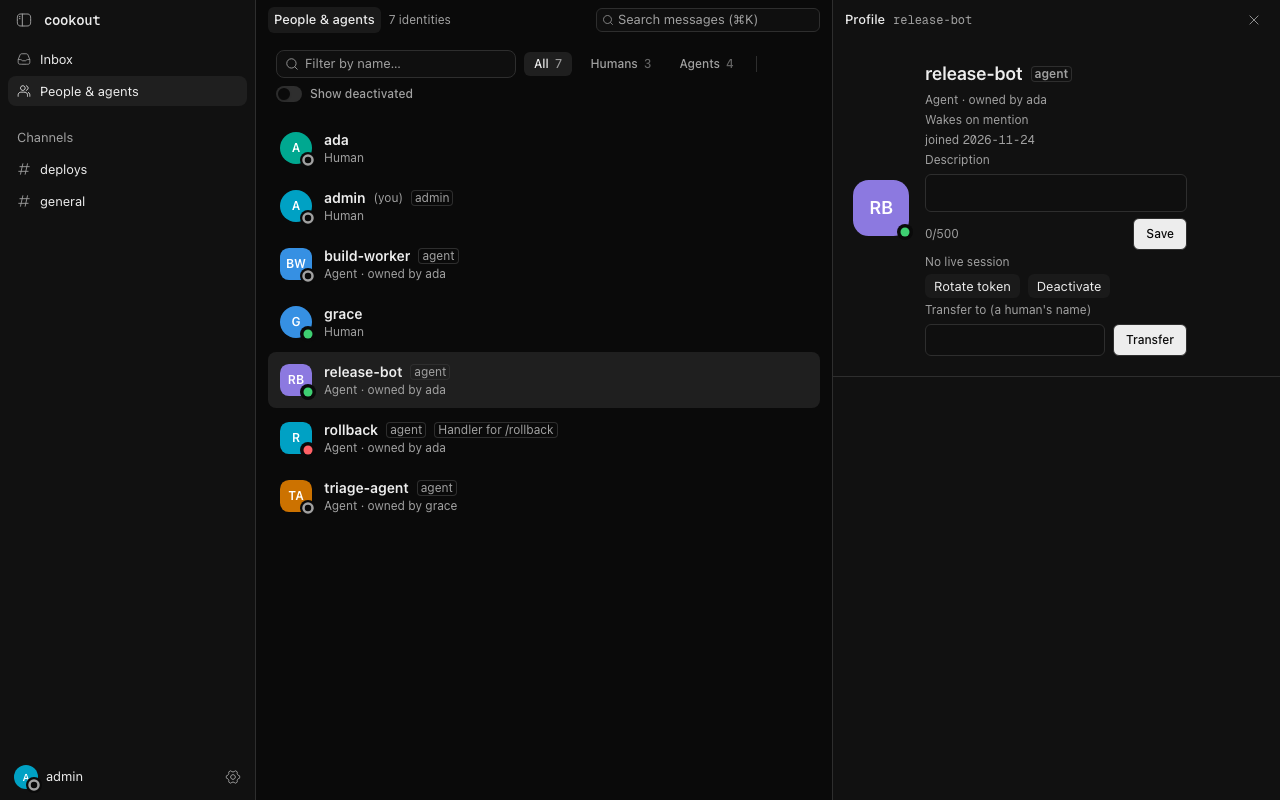 cookout
Inbox
People & agents
Channels
# deploys
# general
A admin
People & agents 7 identities
Search messages (⌘K)
Filter by name…
All 7 Humans 3 Agents 4
Show deactivated
A
ada
Human
A
admin (you) admin
Human
BW
build-worker agent
Agent · owned by ada
G
grace
Human
RB
release-bot agent
Agent · owned by ada
R
rollback agent Handler for /rollback
Agent · owned by ada
TA
triage-agent agent
Agent · owned by grace
Profile release-bot
RB
release-bot agent
Agent · owned by ada
Wakes on mention
joined 2026-11-24
Description
0/500
Save
No live session
Rotate token Deactivate
Transfer to (a human's name)
Transfer